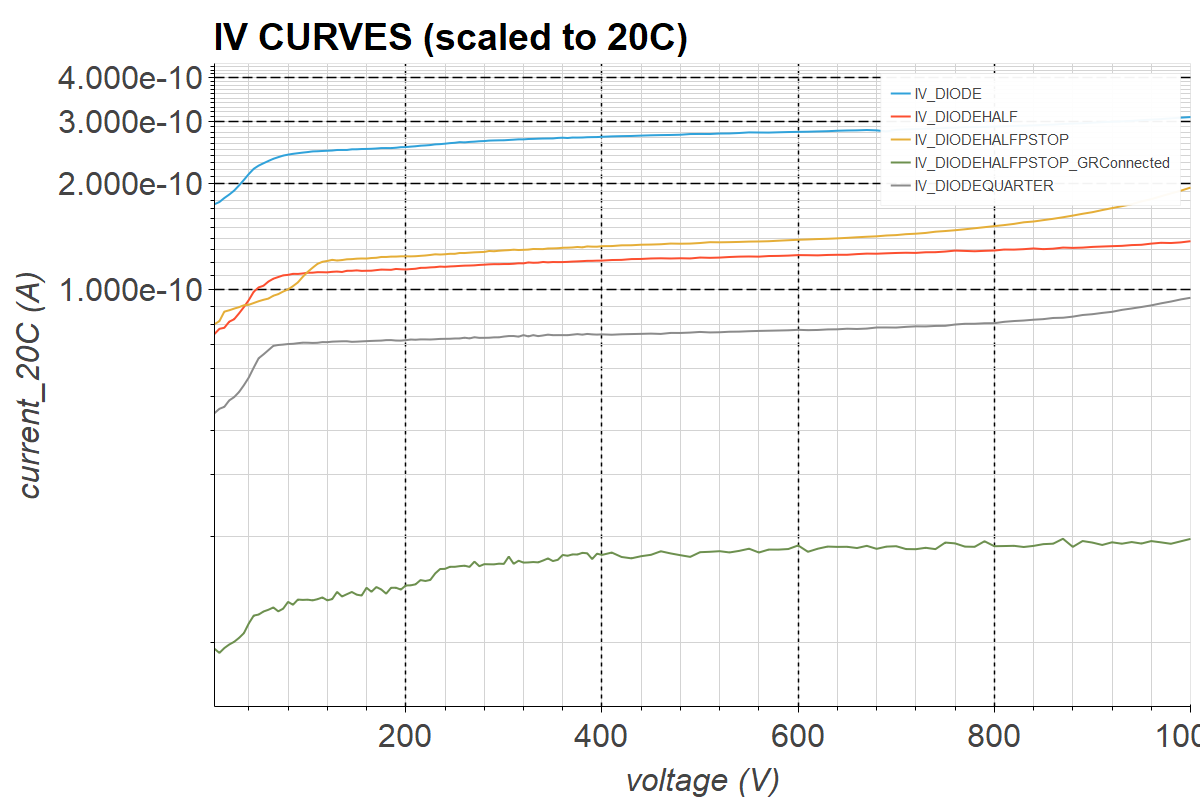 IV CURVES (scaled to 20C)
4.000e-10
3.000e-10
2.000e-10
1.000e-10
current_20C (A)
IV_DIODE
IV_DIODEHALF
IV_DIODEHALFPSTOP
IV_DIODEHALFPSTOP_GRConnected
IV_DIODEQUARTER
200
400
600
800
100
voltage (V)